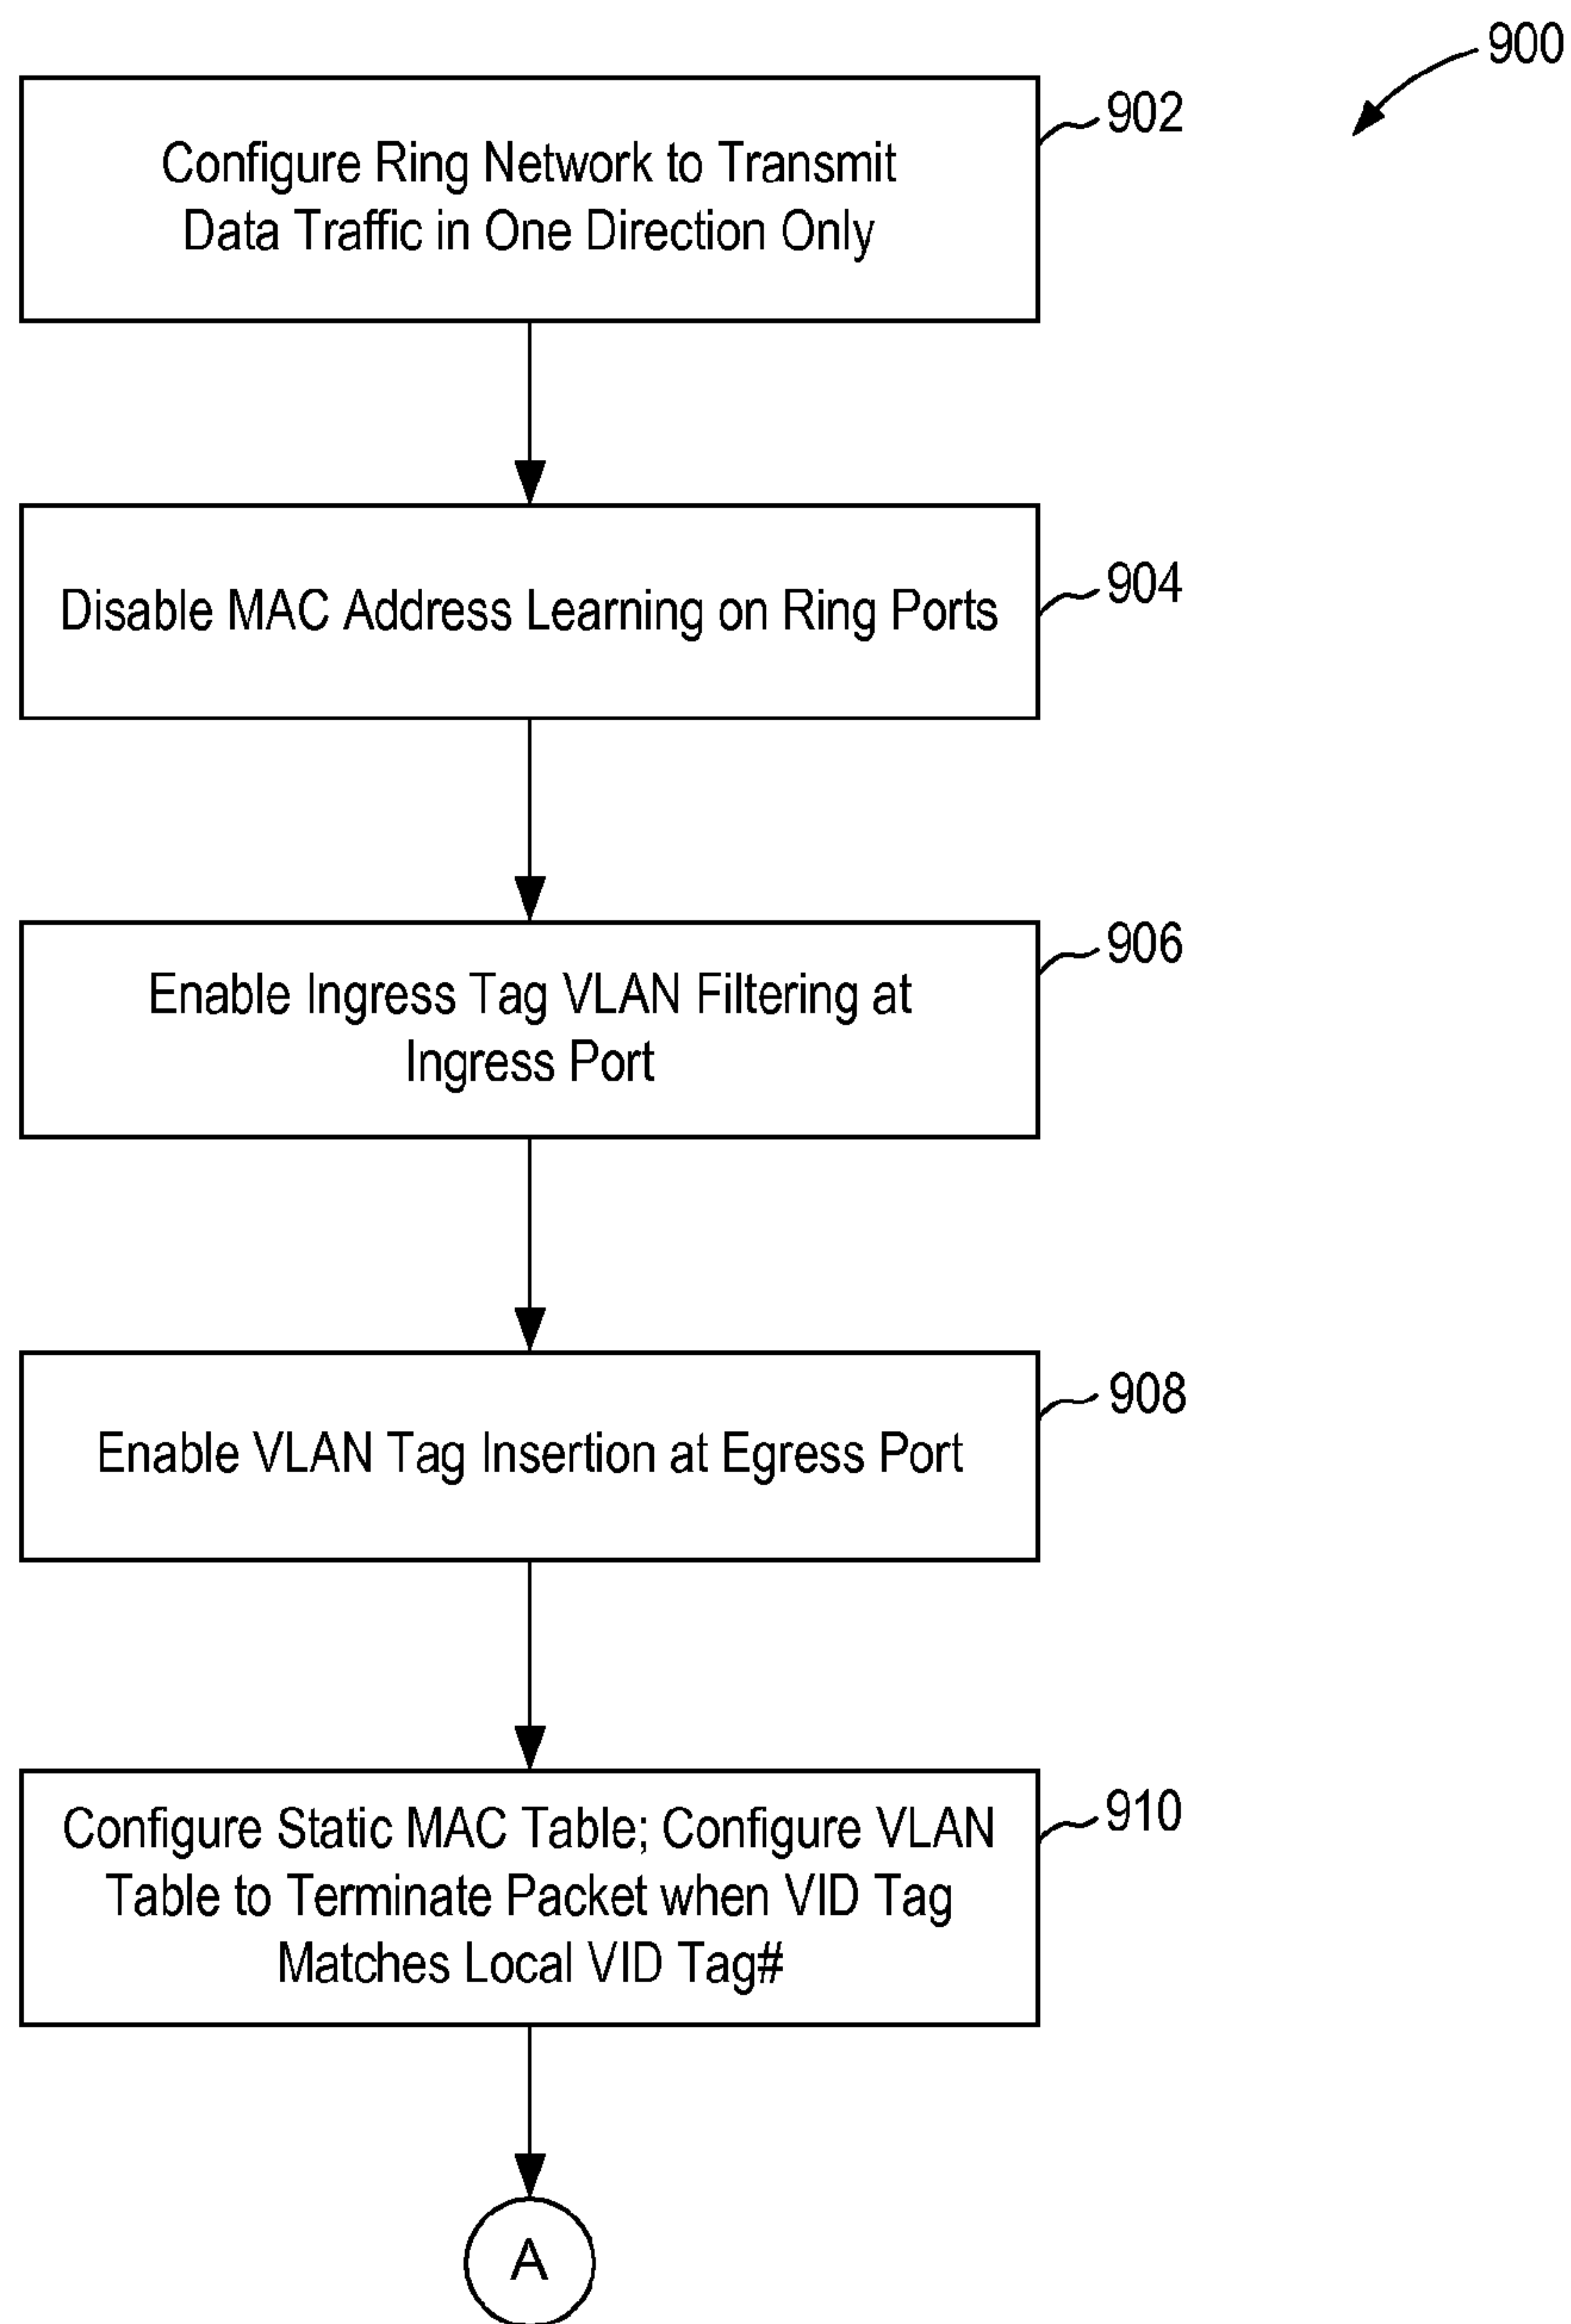 900
902
Configure Ring Network to Transmit
Data Traffic in One Direction Only
904
Disable MAC Address Learning on Ring Ports
906
Enable Ingress Tag VLAN Filtering at
Ingress Port
908
Enable VLAN Tag Insertion at Egress Port
910
Configure Static MAC Table; Configure VLAN
Table to Terminate Packet when VID Tag
Matches Local VID Tag#
A